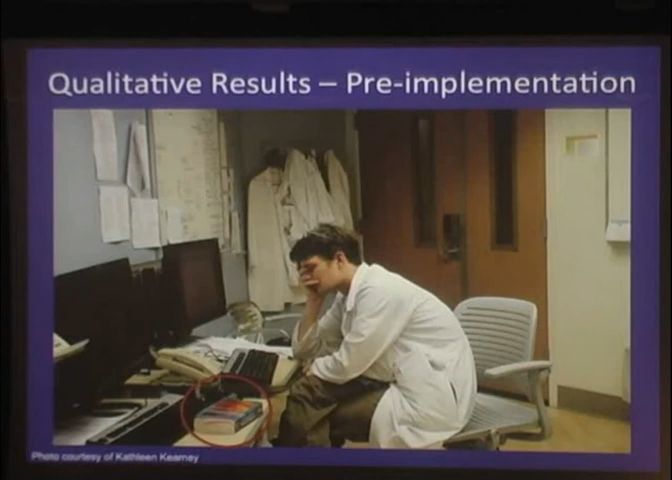 Qualitative Results – Pre-implementation
Photo courtesy of Kathleen Kearney